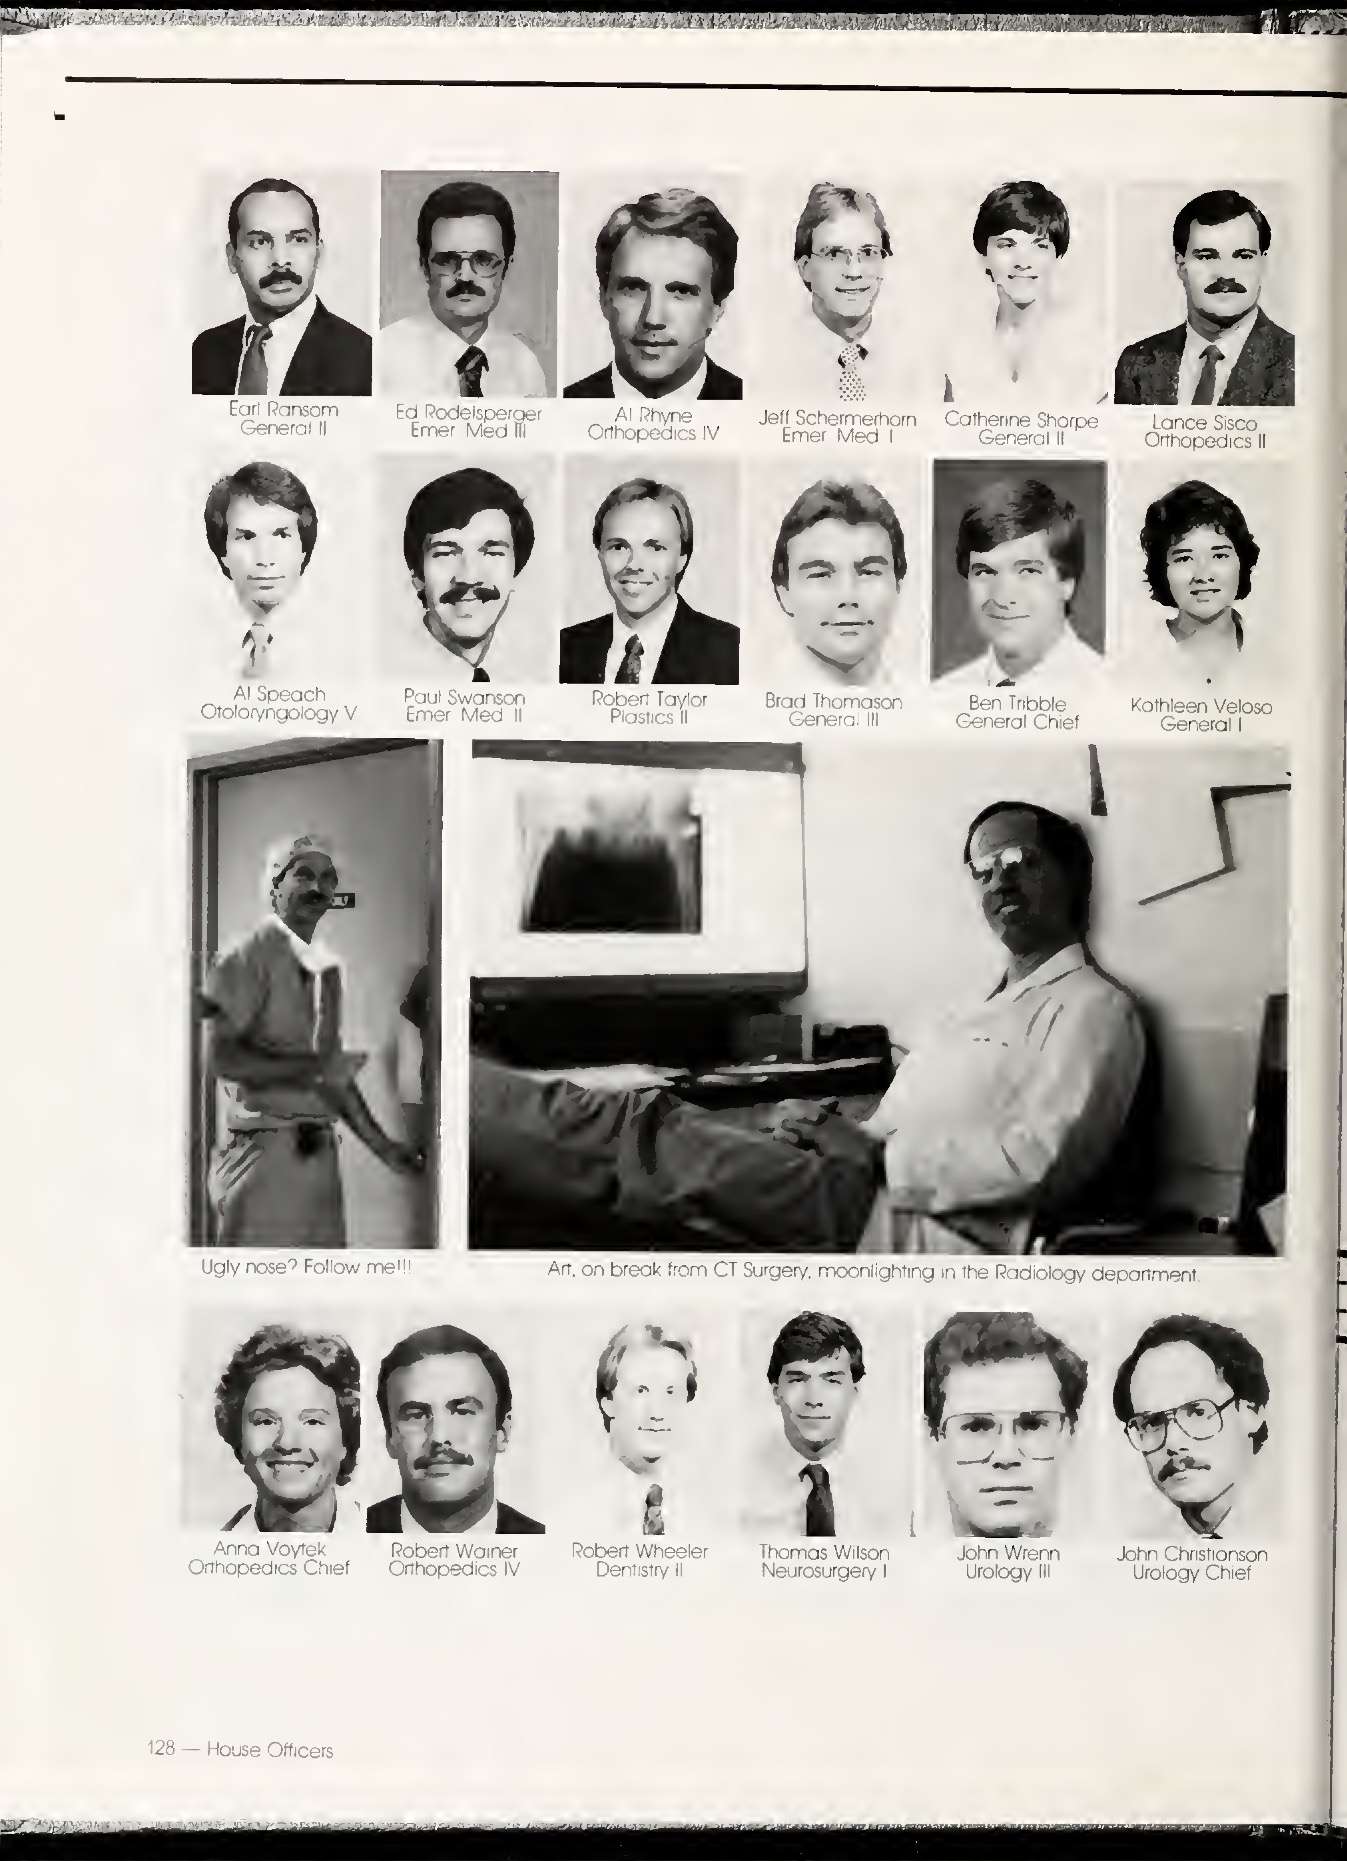 Earl Ransom
General II
Ed Rodelsperger
Emer Med III
Al Rhyne
Orthopedics IV
Jeff Schermerhorn
Emer Med I
Catherine Sharpe
General II
Lance Sisco
Orthopedics II
Al Speach
Otolaryngology V
Paul Swanson
Emer Med II
Robert Taylor
Plastics II
Brad Thomason
General III
Ben Tribble
General Chief
Kathleen Veloso
General I
Ugly nose? Follow me!!!
Art, on break from CT Surgery, moonlighting in the Radiology department.
Anna Voytek
Orthopedics Chief
Robert Wainer
Orthopedics IV
Robert Wheeler
Dentistry II
Thomas Wilson
Neurosurgery I
John Wrenn
Urology III
John Christianson
Urology Chief
128 — House Officers